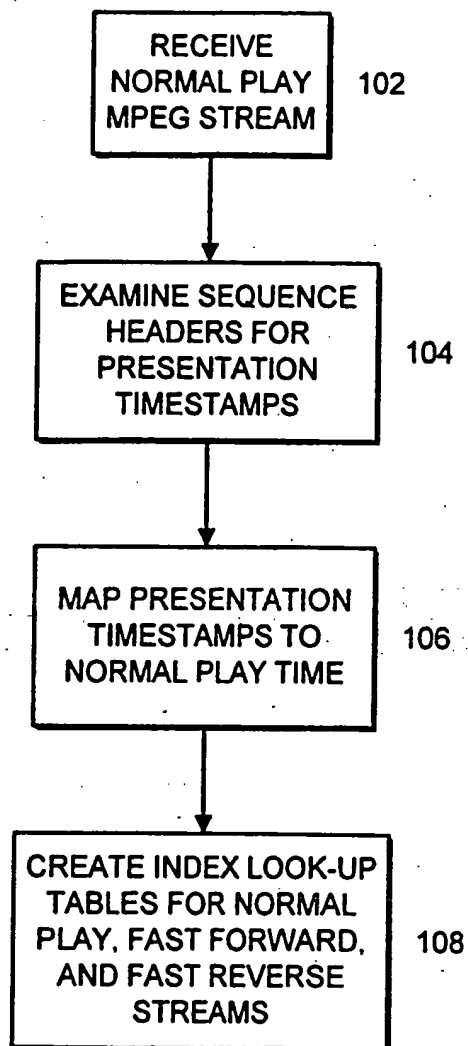 RECEIVE
NORMAL PLAY
MPEG STREAM
102
EXAMINE SEQUENCE
HEADERS FOR
PRESENTATION
TIMESTAMPS
104
MAP PRESENTATION
TIMESTAMPS TO
NORMAL PLAY TIME
106
CREATE INDEX LOOK-UP
TABLES FOR NORMAL
PLAY, FAST FORWARD,
AND FAST REVERSE
STREAMS
108